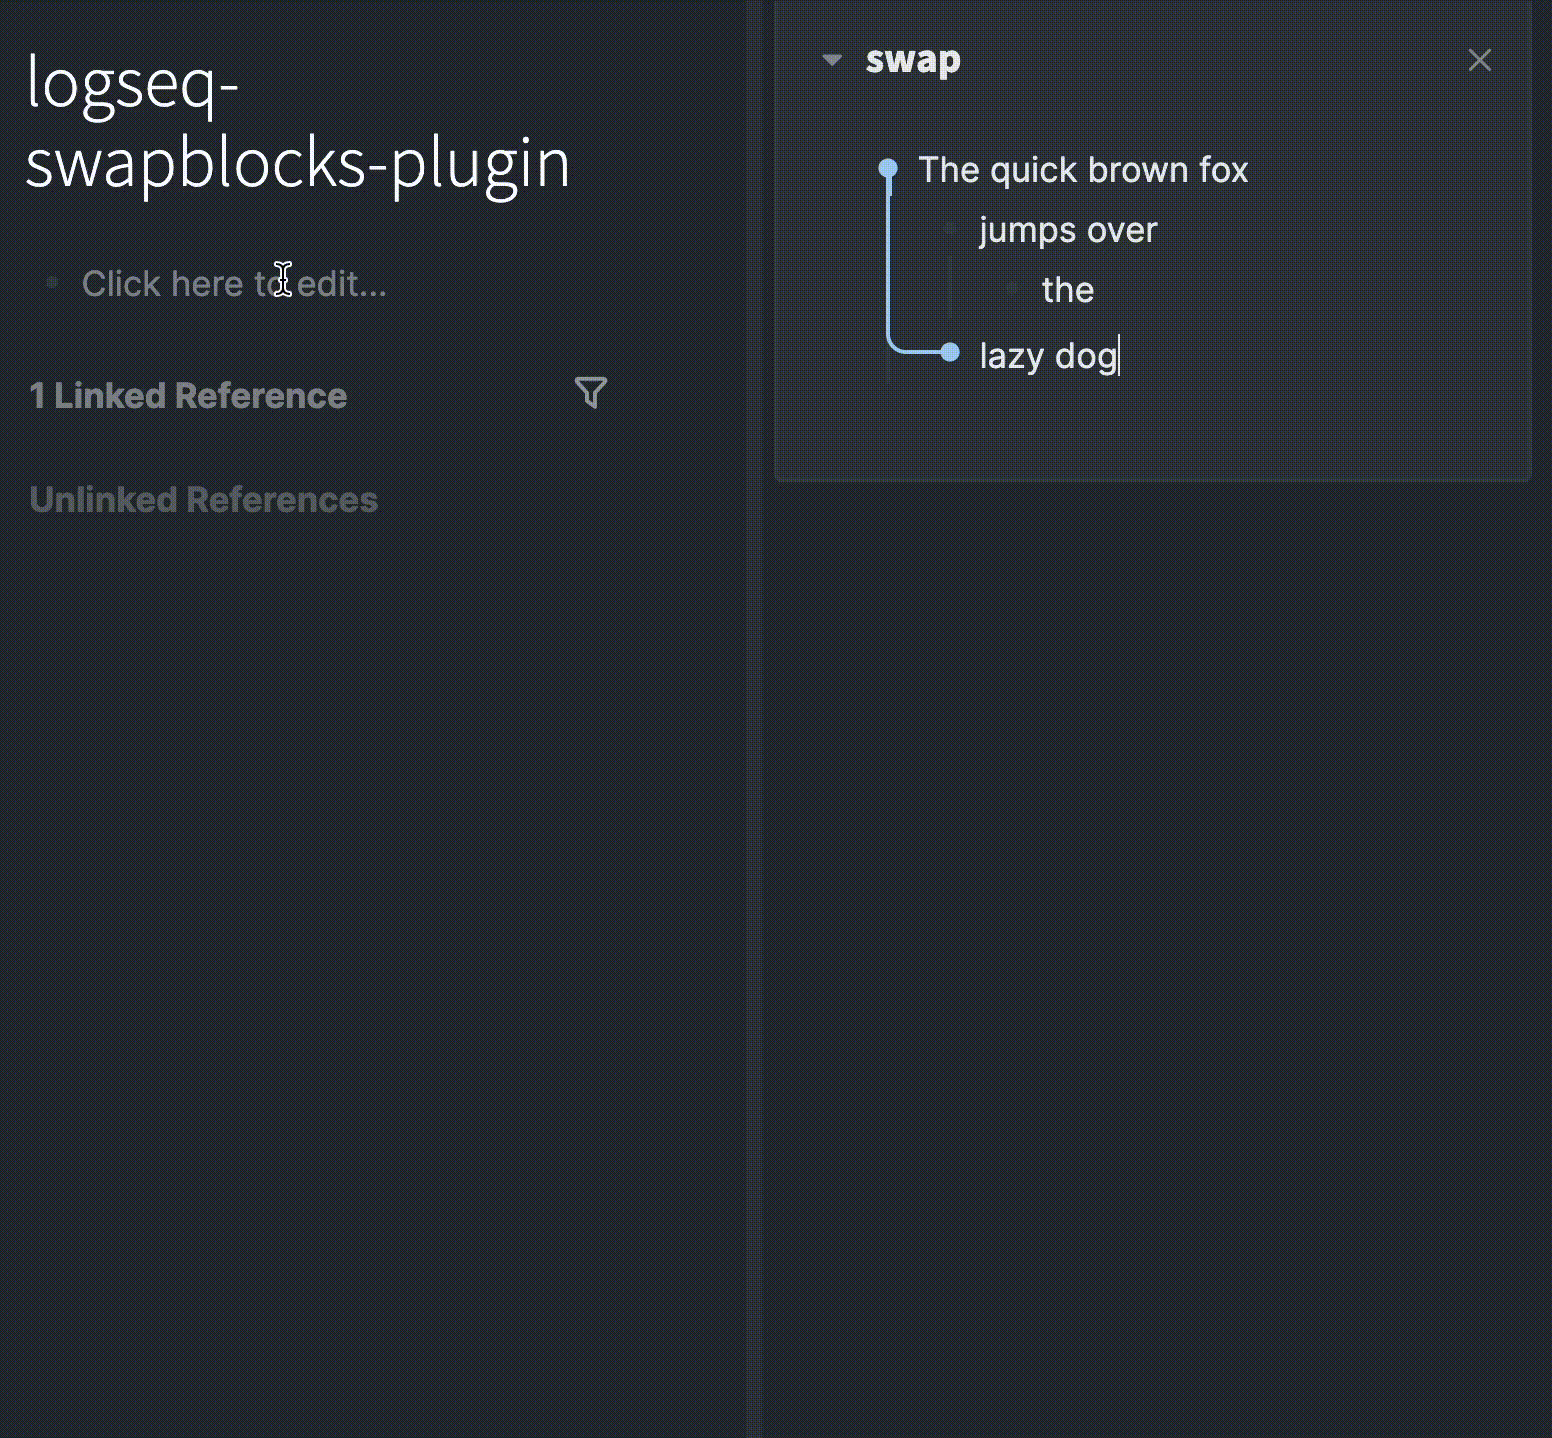 logseq-
swapblocks-plugin
Click here to edit...
1 Linked Reference
Unlinked References
swap
The quick brown fox
jumps over
the
lazy dog